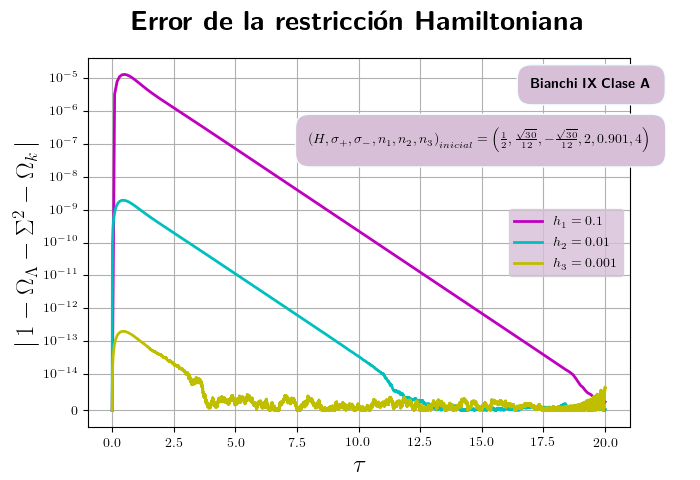 Error de la restricción Hamiltoniana
Bianchi IX Clase A
(H, σ₊, σ₋, n₁, n₂, n₃)inicial = (1/2, √30/12, −√30/12, 2, 0.901, 4)
h₁ = 0.1
h₂ = 0.01
h₃ = 0.001
| 1 − Ω_Λ − Σ² − Ω_k |
10⁻⁵
10⁻⁶
10⁻⁷
10⁻⁸
10⁻⁹
10⁻¹⁰
10⁻¹¹
10⁻¹²
10⁻¹³
10⁻¹⁴
0
0.0 2.5 5.0 7.5 10.0 12.5 15.0 17.5 20.0
τ